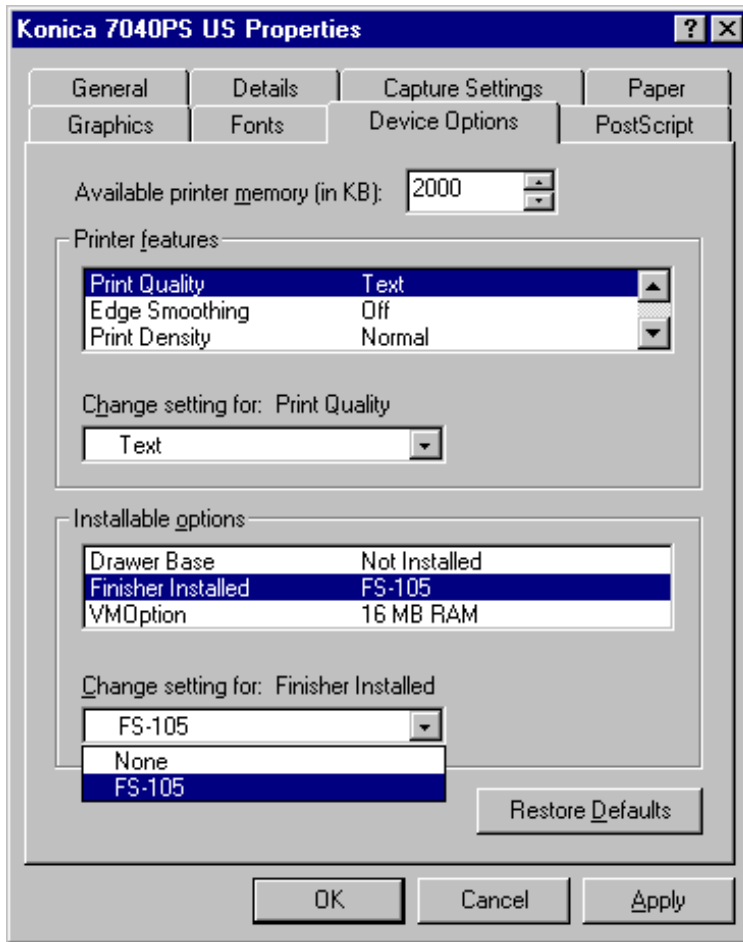 Konica 7040PS US Properties
General Details Capture Settings Paper
Graphics Fonts Device Options PostScript
Available printer memory (in KB): 2000
Printer features
Print Quality Text
Edge Smoothing Off
Print Density Normal
Change setting for: Print Quality
Text
Installable options
Drawer Base Not Installed
Finisher Installed FS-105
VMOption 16 MB RAM
Change setting for: Finisher Installed
FS-105
None
FS-105
Restore Defaults
OK Cancel Apply